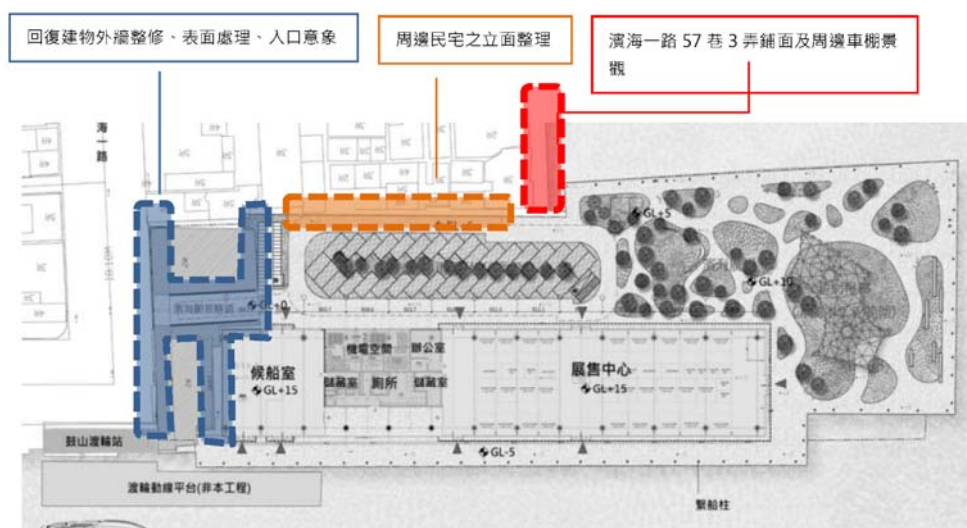 回復建物外牆整修、表面處理、入口意象
周邊民宅之立面整理
濱海一路 57 巷 3 弄鋪面及周邊車棚景
觀
海一路
GL+5
GL+10
GL+0
候船室
GL+15
機電空間
辦公室
儲藏室
廁所
儲藏室
展售中心
GL+15
GL-5
鼓山渡輪站
渡輪動線平台(非本工程)
繫船柱